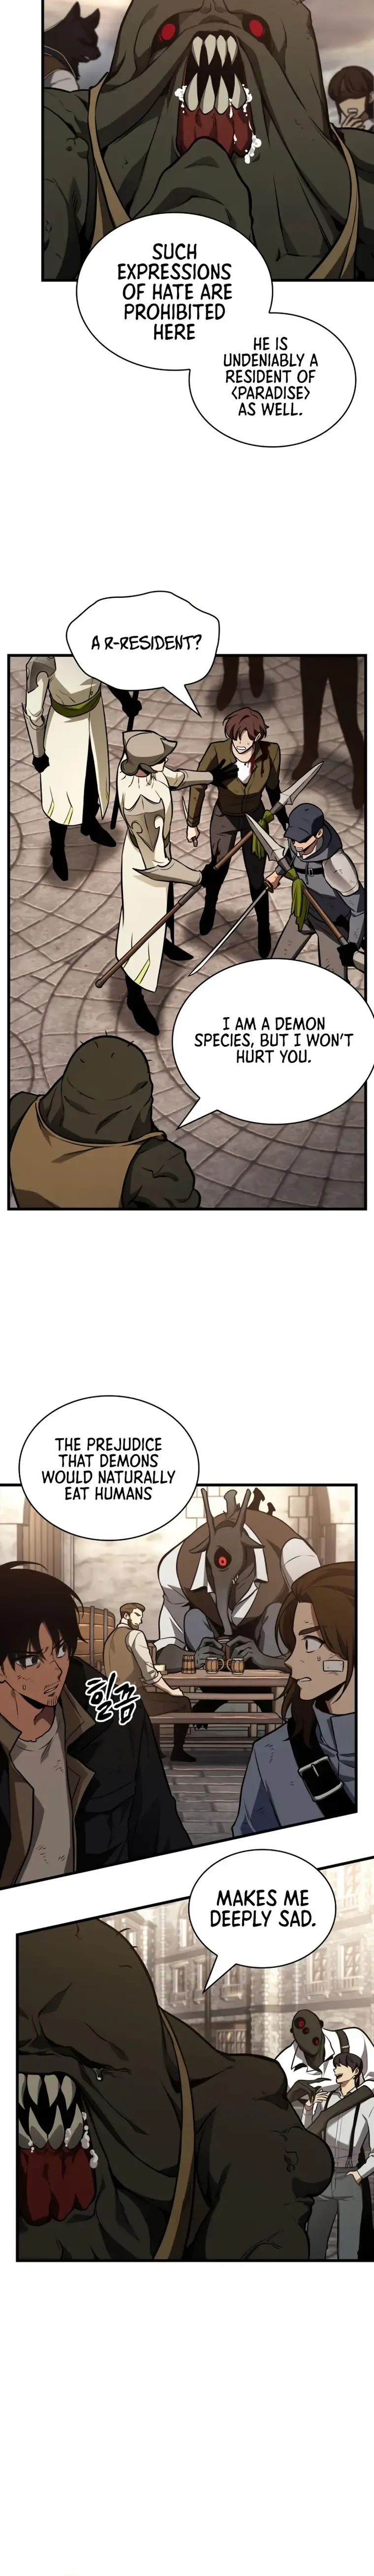 SUCH
EXPRESSIONS
OF HATE ARE
PROHIBITED
HERE
HE IS
UNDENIABLY A
RESIDENT OF
<PARADISE>
AS WELL.
A R-RESIDENT?
I AM A DEMON
SPECIES, BUT I WON'T
HURT YOU.
THE PREJUDICE
THAT DEMONS
WOULD NATURALLY
EAT HUMANS
힐끔
MAKES ME
DEEPLY SAD.